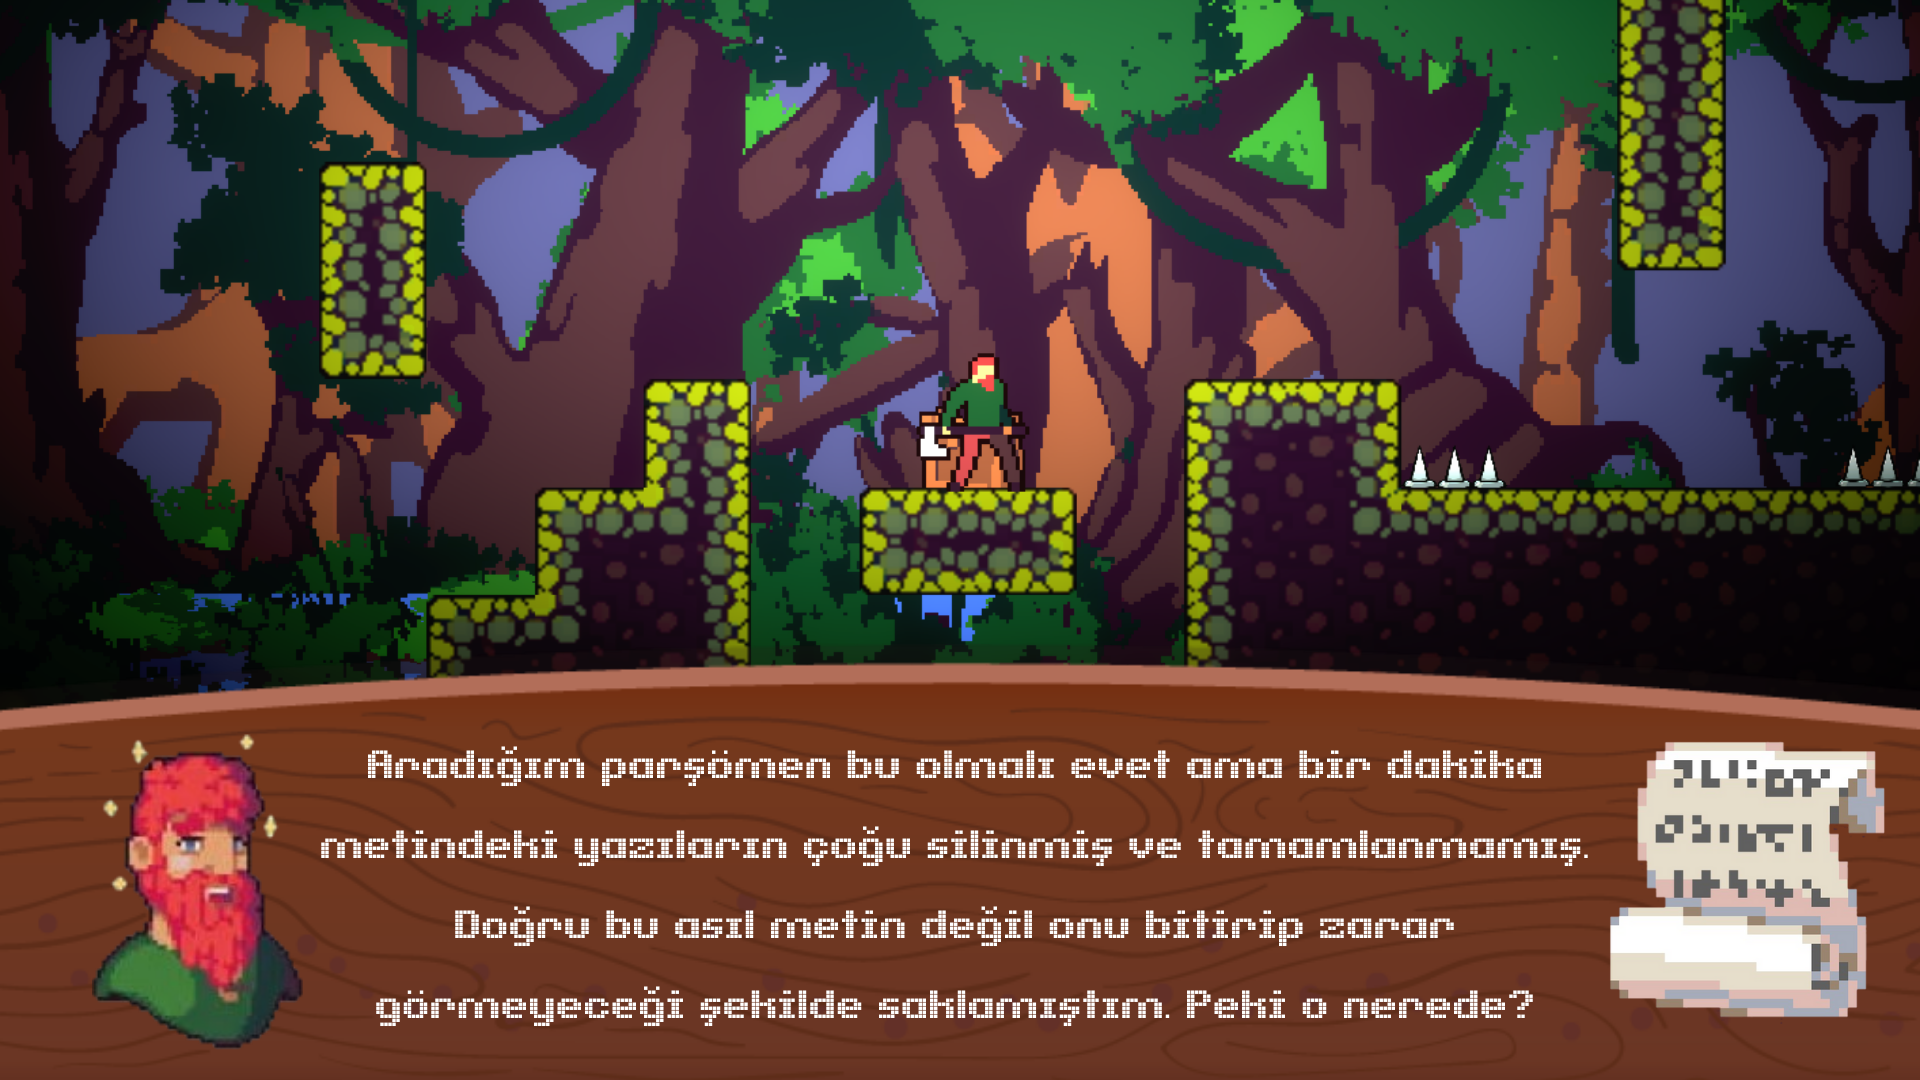 Aradığım parşömen bu olmalı evet ama bir dakika
metindeki yazıların çoğu silinmiş ve tamamlanmamış.
Doğru bu asıl metin değil onu bitirip zarar
görmeyeceği şekilde saklamıştım. Peki o nerede?